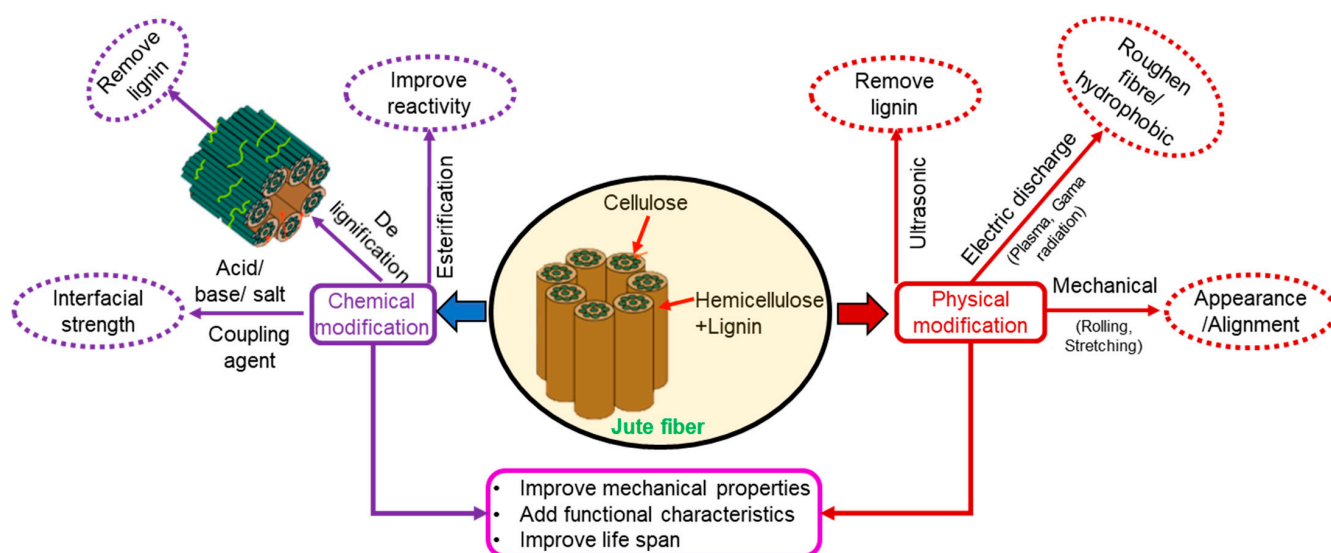 Remove
lignin
Improve
reactivity
De
lignification
Esterification
Acid/
base/ salt
Coupling
agent
Interfacial
strength
Chemical
modification
Cellulose
Hemicellulose
+Lignin
Jute fiber
Remove
lignin
Ultrasonic
Roughen
fibre/
hydrophobic
Electric discharge
(Plasma, Gama
radiation)
Physical
modification
Mechanical
(Rolling,
Stretching)
Appearance
/Alignment
• Improve mechanical properties
• Add functional characteristics
• Improve life span